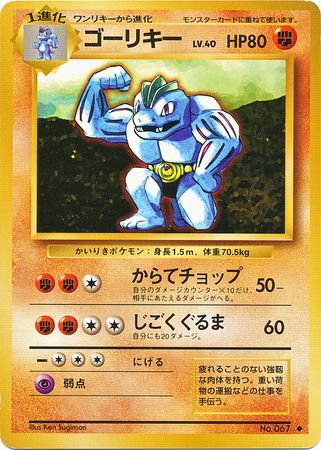 1進化 ワンリキーから進化 モンスターカードに重ねて使います。
ゴーリキー LV.40 HP80
かいりきポケモン:身長1.5m、体重70.5kg
からてチョップ 50−
自分のダメージカウンター×10だけ、
相手にあたえるダメージがへる。
じごくぐるま 60
自分にも20ダメージ。
にげる
弱点
疲れることのない強靭
な肉体を持つ。重い荷物
の運搬などの仕事を
手伝う。
Illus. Ken Sugimori
No.067